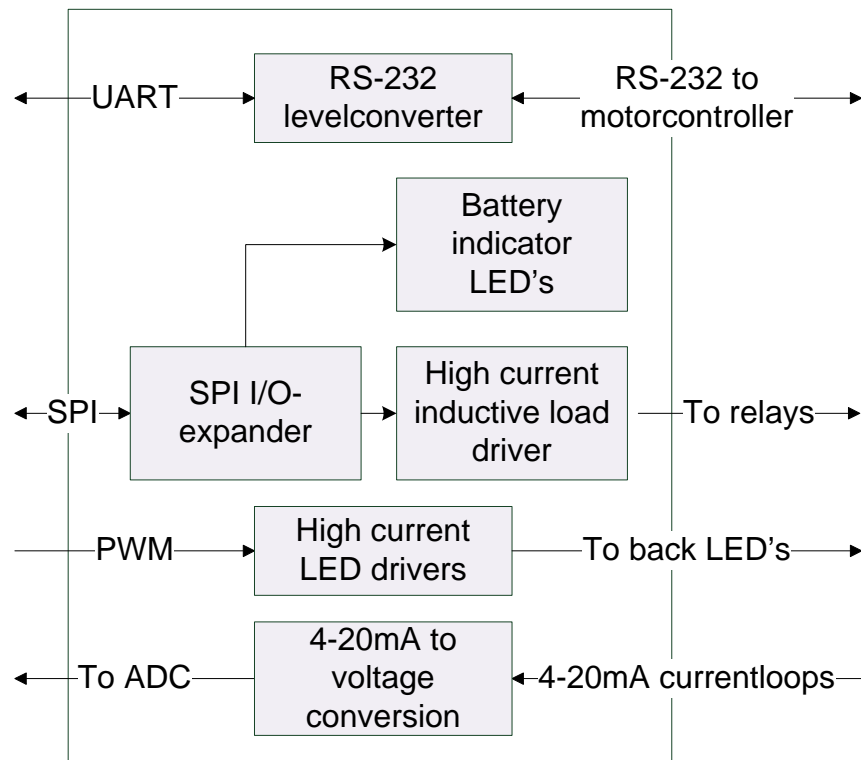 UART
RS-232
levelconverter
RS-232 to
motorcontroller
Battery
indicator
LED's
SPI
SPI I/O-
expander
High current
inductive load
driver
To relays
PWM
High current
LED drivers
To back LED's
To ADC
4-20mA to
voltage
conversion
4-20mA currentloops